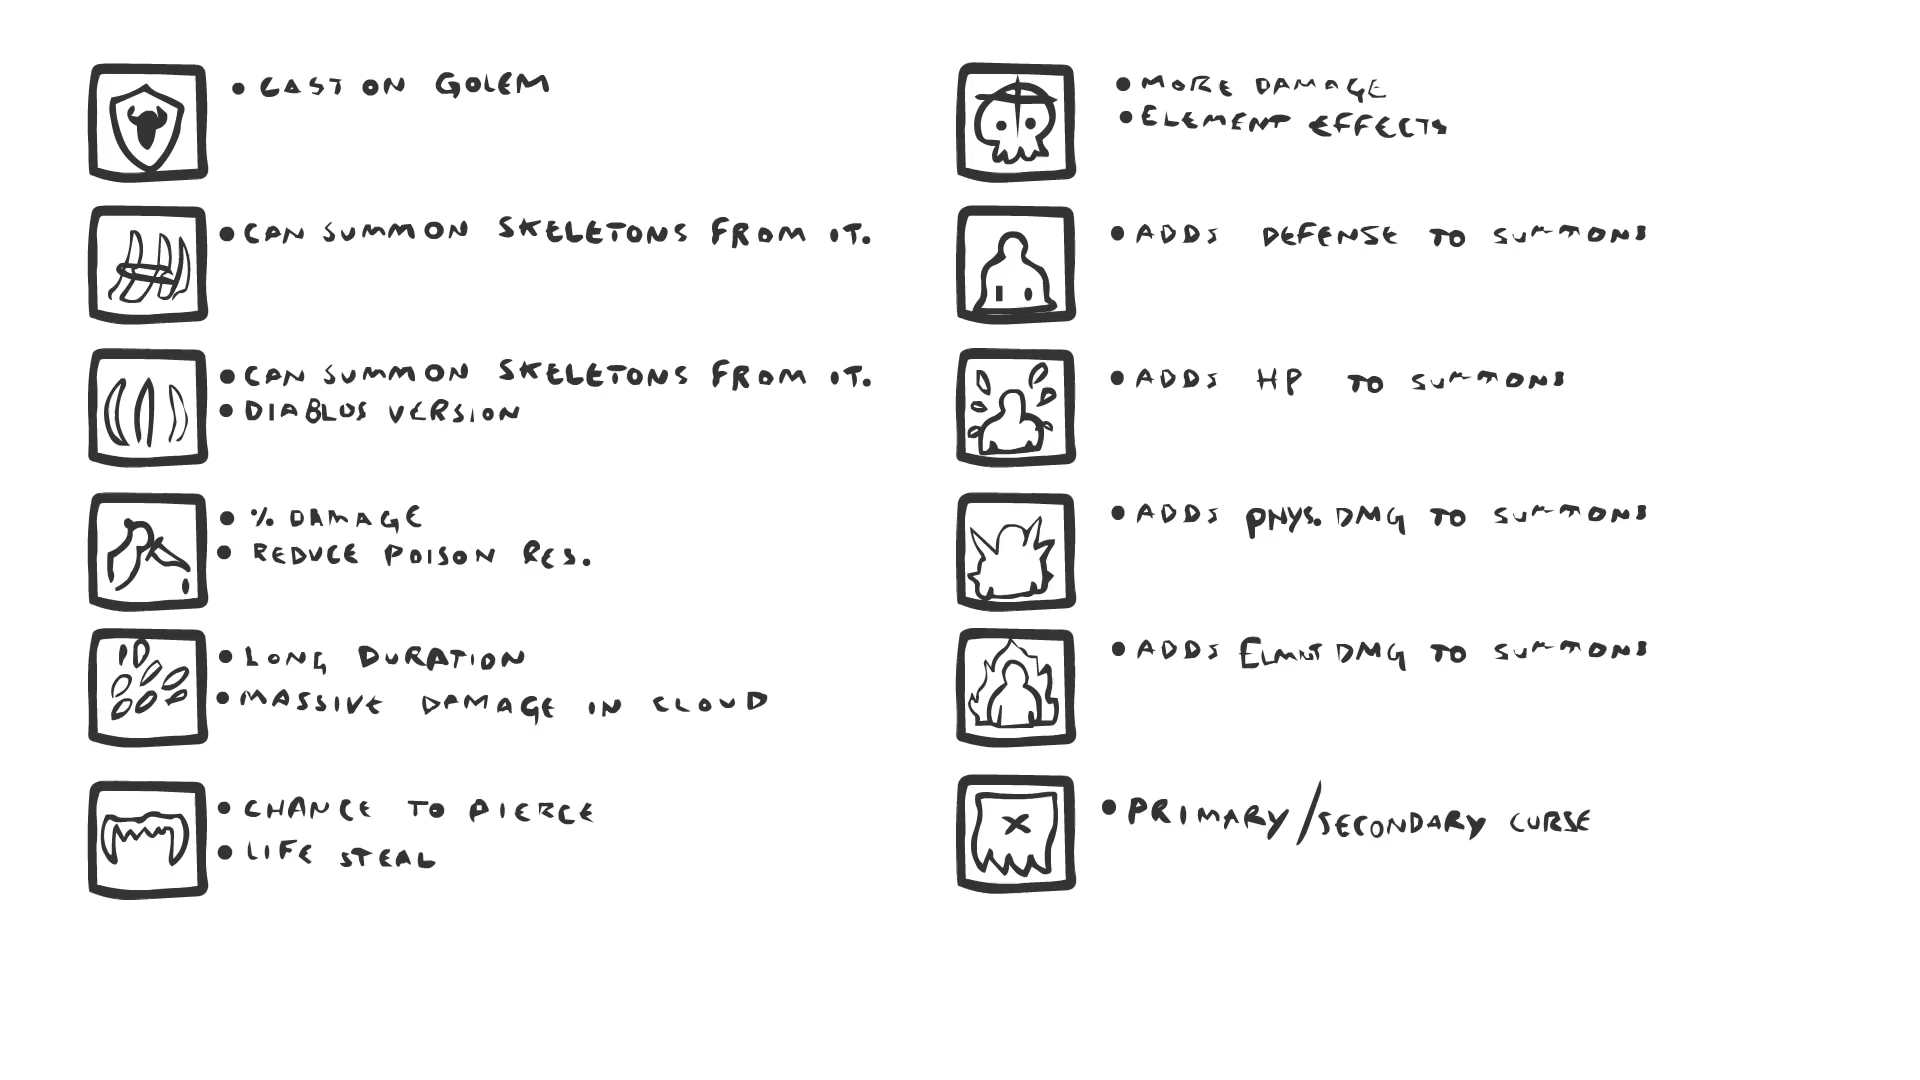 • CAST ON GOLEM
• CAN SUMMON SKELETONS FROM IT.
• CAN SUMMON SKELETONS FROM IT.
• DIABLOS VERSION
• % DAMAGE
• REDUCE POISON RES.
• LONG DURATION
• MASSIVE DAMAGE IN CLOUD
• CHANCE TO PIERCE
• LIFE STEAL
• MORE DAMAGE
• ELEMENT EFFECTS
• ADDS DEFENSE TO SUMMONS
• ADDS HP TO SUMMONS
• ADDS PHYS. DMG TO SUMMONS
• ADDS ELMNT DMG TO SUMMONS
• PRIMARY/SECONDARY CURSE